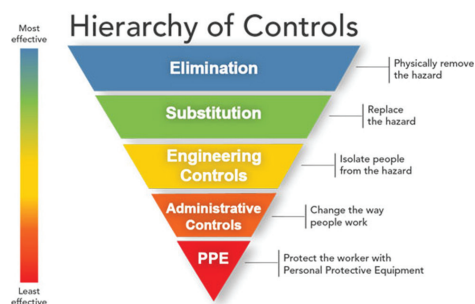 Hierarchy of Controls
Most
effective
Elimination
Physically remove
the hazard
Substitution
Replace
the hazard
Engineering
Controls
Isolate people
from the hazard
Administrative
Controls
Change the way
people work
PPE
Protect the worker with
Personal Protective Equipment
Least
effective